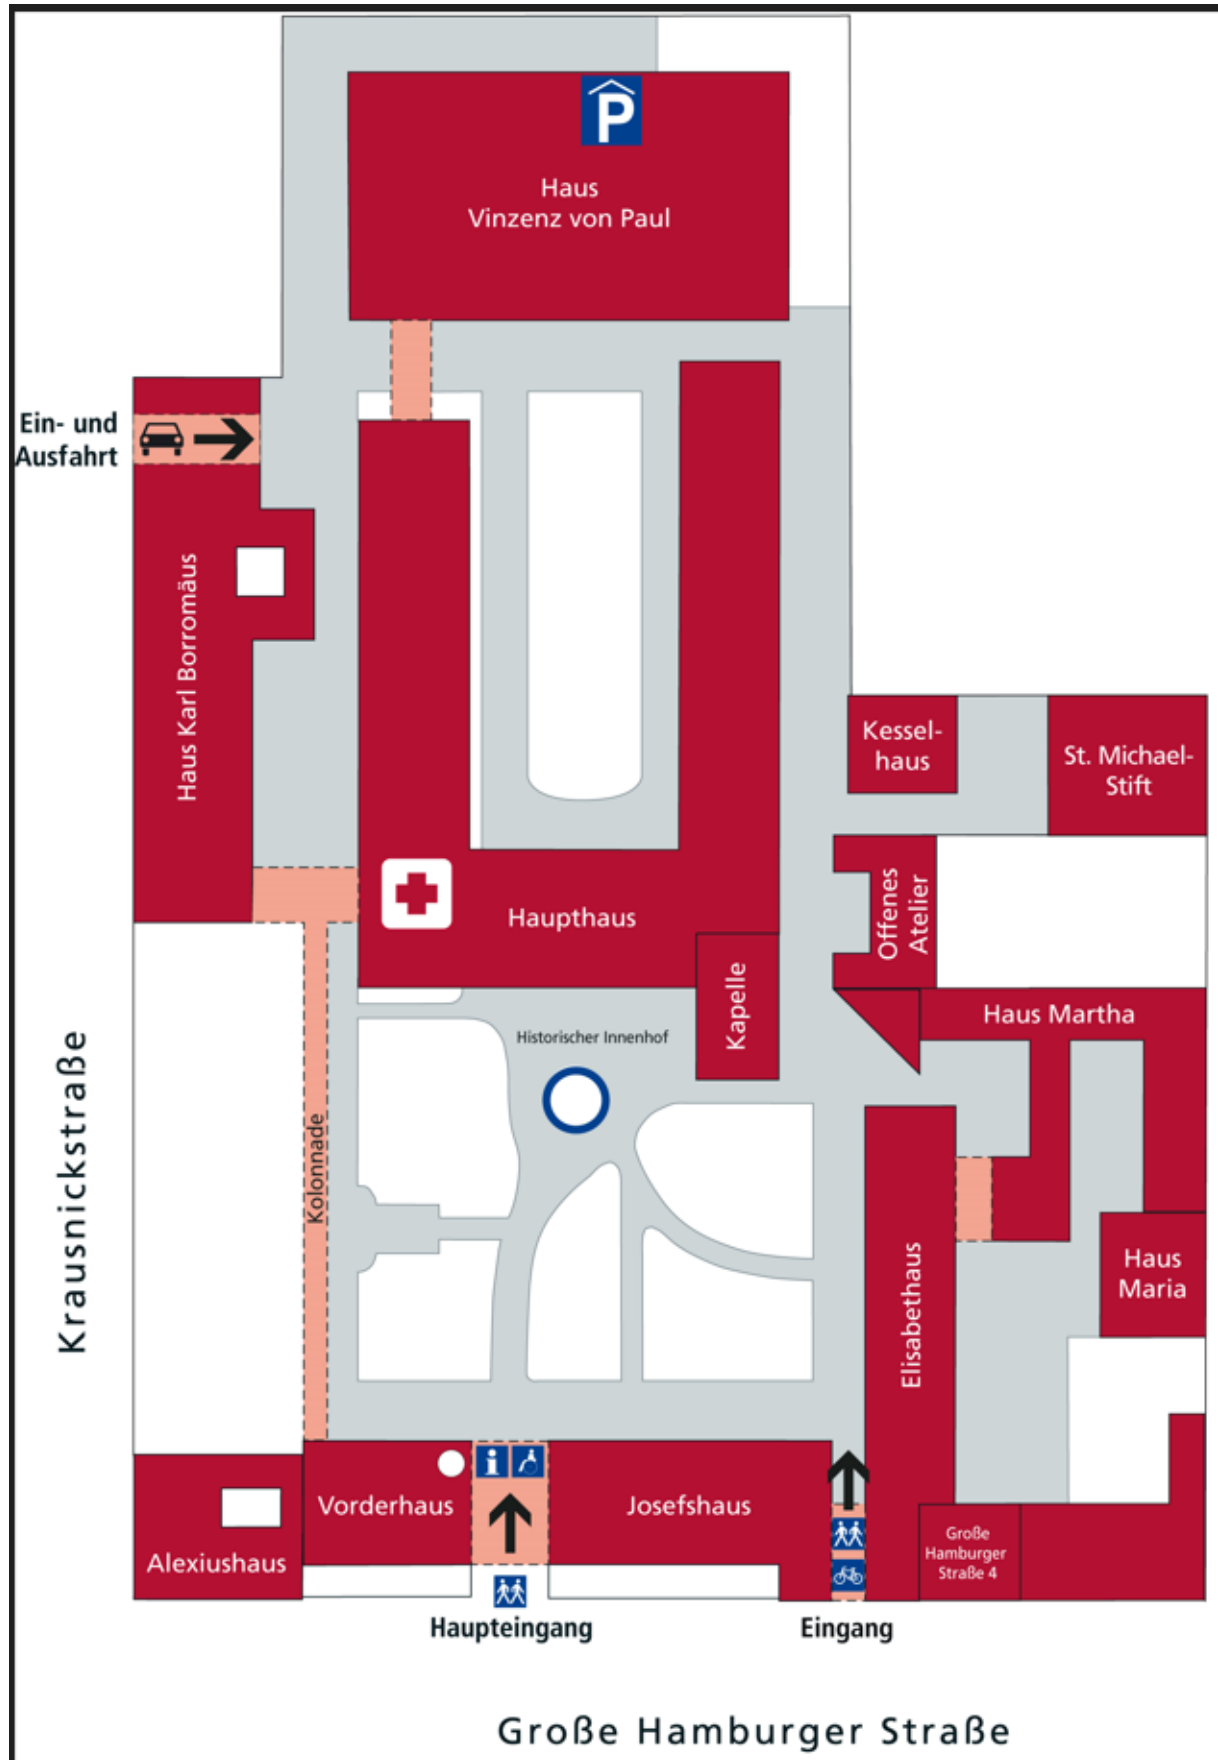 P
Haus
Vinzenz von Paul
Ein- und
Ausfahrt
Haus Karl Borromäus
Kessel-
haus
St. Michael-
Stift
Offenes
Atelier
Haupthaus
Kapelle
Haus Martha
Historischer Innenhof
Kolonnade
Krausnickstraße
Elisabethaus
Haus
Maria
i
Vorderhaus
Josefshaus
Alexiushaus
Große
Hamburger
Straße 4
Haupteingang
Eingang
Große Hamburger Straße